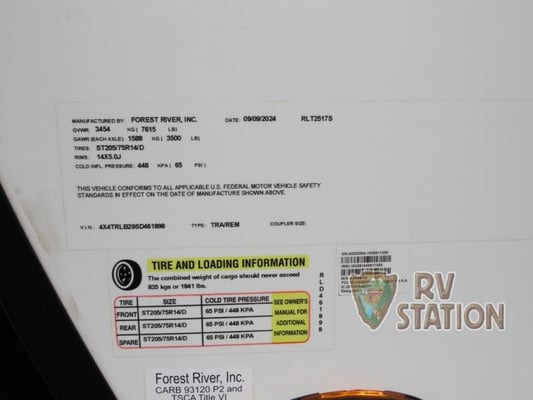 MANUFACTURED BY: FOREST RIVER, INC. DATE: 09/09/2024 RLT2517S
GVWR: 3454 KG ( 7615 LB)
GAWR (EACH AXLE): 1588 KG ( 3500 LB)
TIRES: ST205/75R14/D
RIMS: 14X5.0J
COLD INFL. PRESSURE: 448 KPA ( 65 PSI )
THIS VEHICLE CONFORMS TO ALL APPLICABLE U.S. FEDERAL MOTOR VEHICLE SAFETY
STANDARDS IN EFFECT ON THE DATE OF MANUFACTURE SHOWN ABOVE.
V.I.N.: 4X4TRLB29SD461898 TYPE: TRA/REM COUPLER SIZE:
TIRE AND LOADING INFORMATION
The combined weight of cargo should never exceed
835 kgs or 1841 lbs.
TIRE SIZE COLD TIRE PRESSURE SEE OWNER'S
MANUAL FOR
ADDITIONAL
INFORMATION
FRONT ST205/75R14/D 65 PSI / 448 KPA
REAR ST205/75R14/D 65 PSI / 448 KPA
SPARE ST205/75R14/D 65 PSI / 448 KPA
RLD461898
RV
STATION
Forest River, Inc.
CARB 93120 P2 and
TSCA Title VI